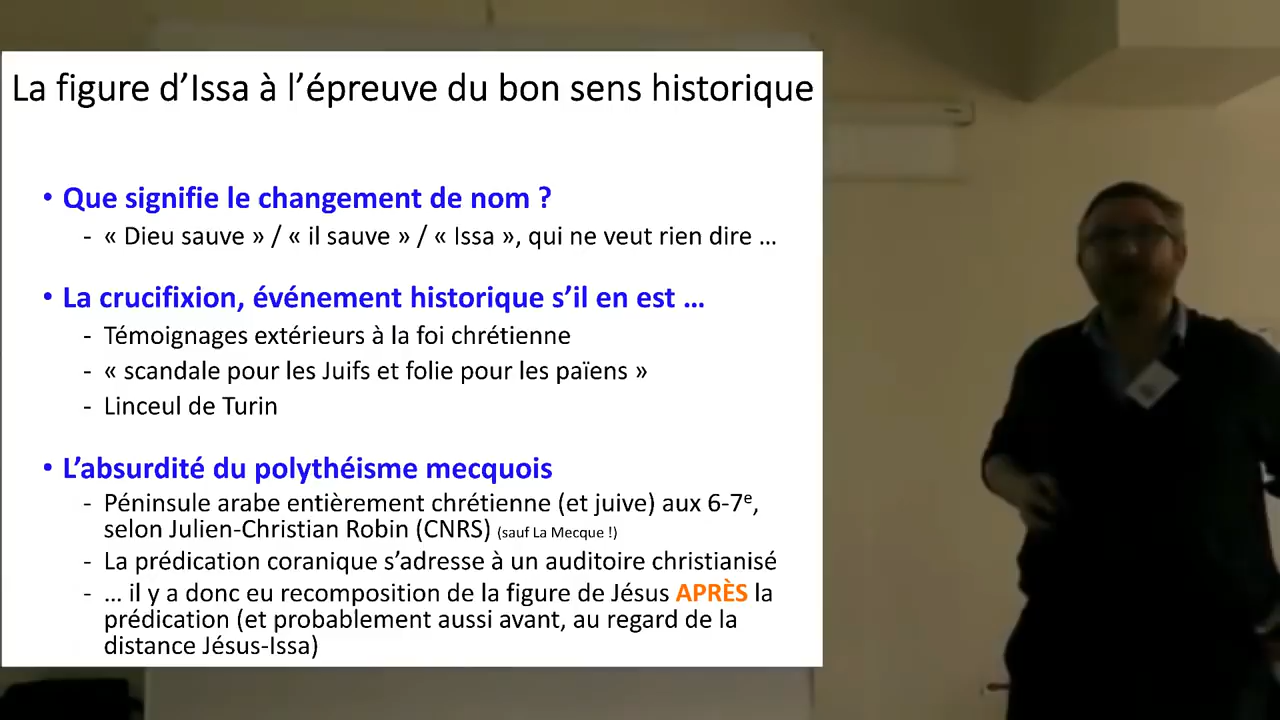 La figure d’Issa à l’épreuve du bon sens historique
• Que signifie le changement de nom ?
- « Dieu sauve » / « il sauve » / « Issa », qui ne veut rien dire …
• La crucifixion, événement historique s’il en est …
- Témoignages extérieurs à la foi chrétienne
- « scandale pour les Juifs et folie pour les païens »
- Linceul de Turin
• L’absurdité du polythéisme mecquois
- Péninsule arabe entièrement chrétienne (et juive) aux 6-7e,
selon Julien-Christian Robin (CNRS) (sauf La Mecque !)
- La prédication coranique s’adresse à un auditoire christianisé
- … il y a donc eu recomposition de la figure de Jésus APRÈS la
prédication (et probablement aussi avant, au regard de la
distance Jésus-Issa)